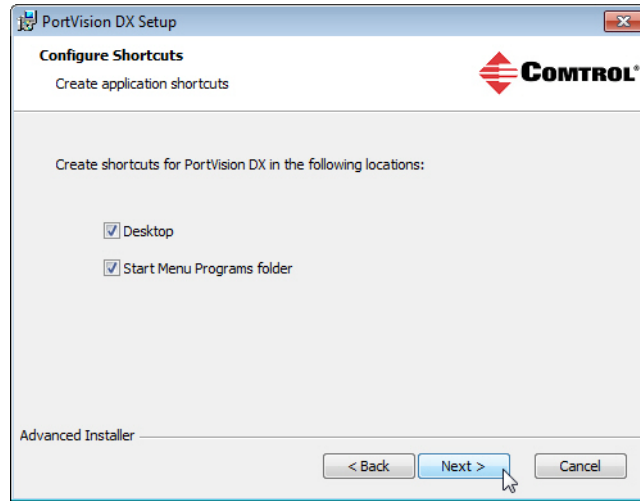 PortVision DX Setup
Configure Shortcuts
Create application shortcuts
COMTROL®
Create shortcuts for PortVision DX in the following locations:
Desktop
Start Menu Programs folder
Advanced Installer
< Back
Next >
Cancel